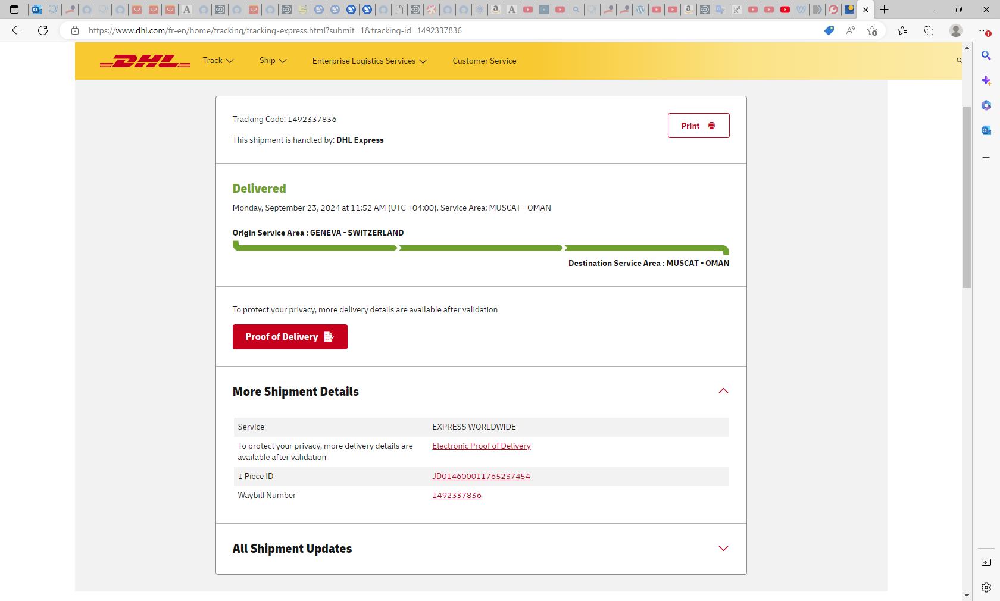 https://www.dhl.com/fr-en/home/tracking/tracking-express.html?submit=1&tracking-id=1492337836
DHL
Track
Ship
Enterprise Logistics Services
Customer Service
Tracking Code: 1492337836
Print
This shipment is handled by: DHL Express
Delivered
Monday, September 23, 2024 at 11:52 AM (UTC +04:00), Service Area: MUSCAT - OMAN
Origin Service Area : GENEVA - SWITZERLAND
Destination Service Area : MUSCAT - OMAN
To protect your privacy, more delivery details are available after validation
Proof of Delivery
More Shipment Details
Service
EXPRESS WORLDWIDE
To protect your privacy, more delivery details are
available after validation
Electronic Proof of Delivery
1 Piece ID
JD014600011765237454
Waybill Number
1492337836
All Shipment Updates